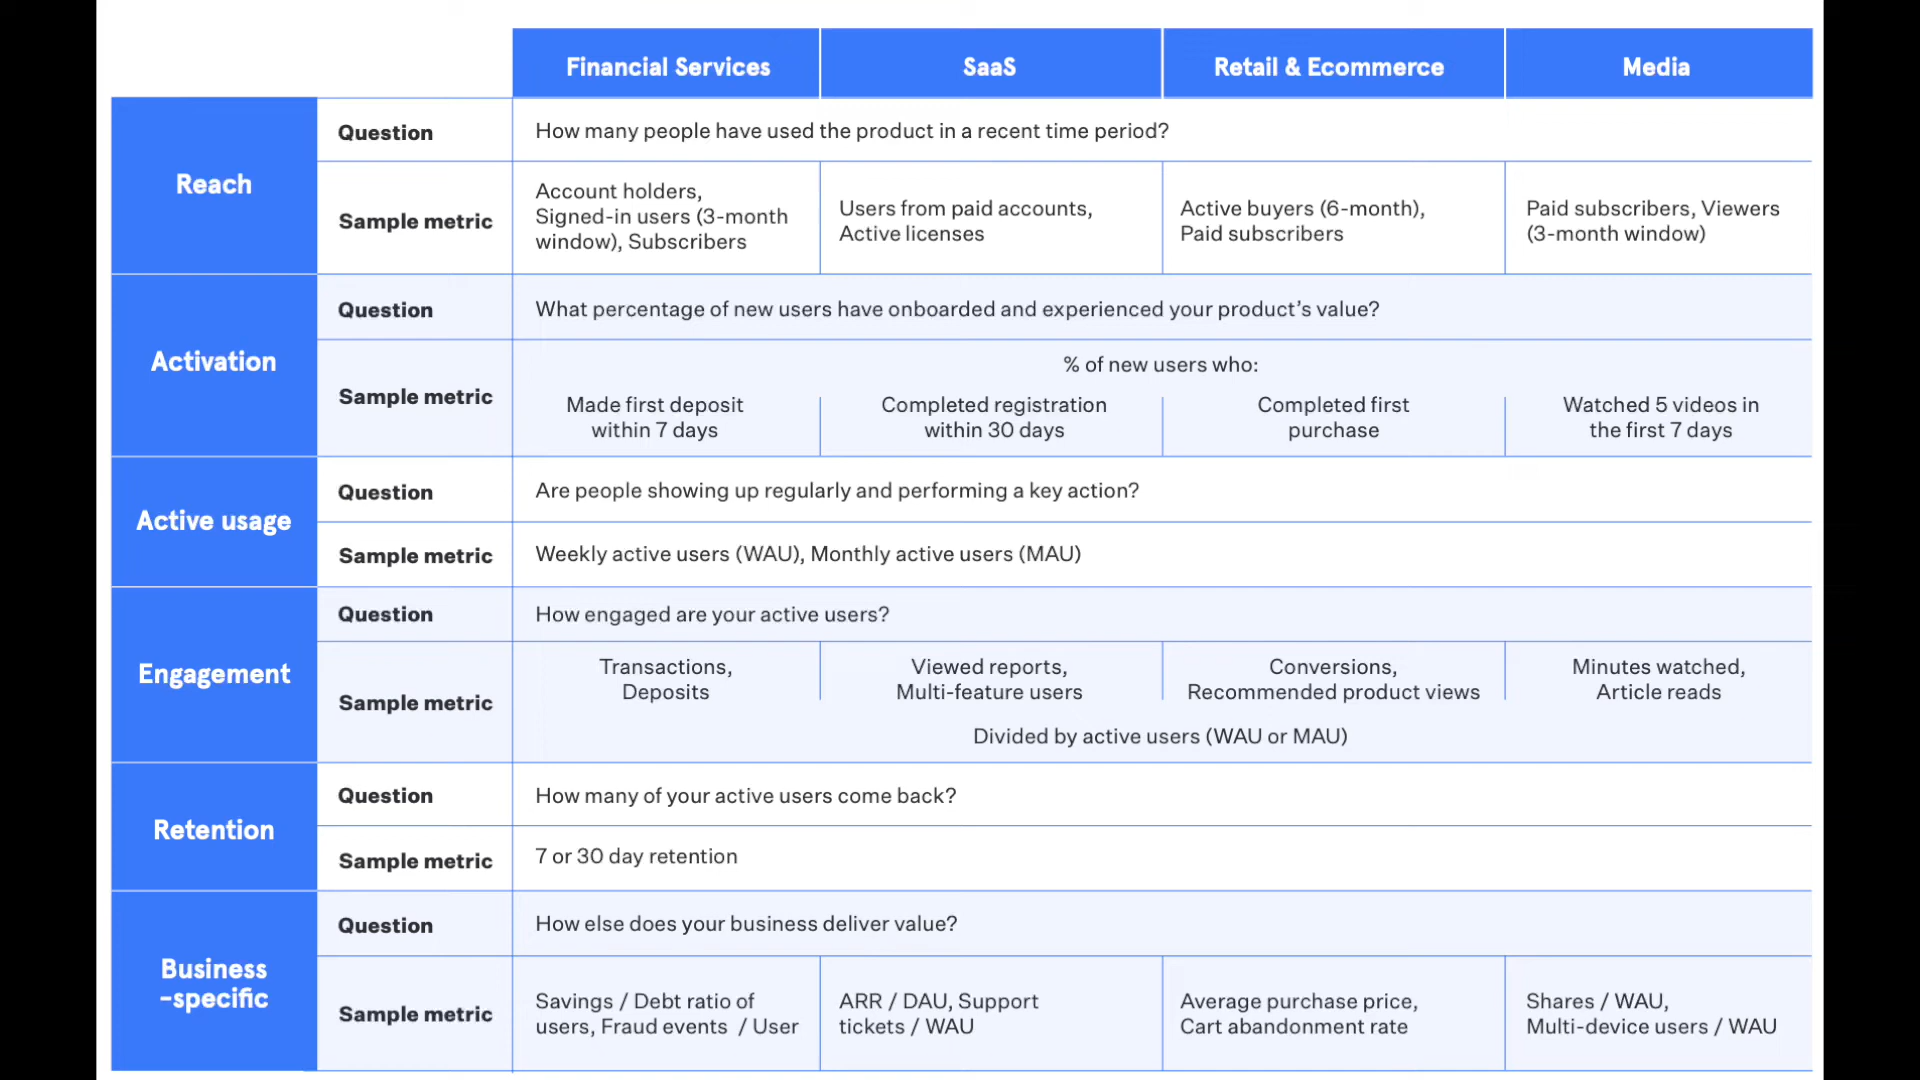 Financial Services
SaaS
Retail & Ecommerce
Media
Reach
Question
How many people have used the product in a recent time period?
Sample metric
Account holders,
Signed-in users (3-month
window), Subscribers
Users from paid accounts,
Active licenses
Active buyers (6-month),
Paid subscribers
Paid subscribers, Viewers
(3-month window)
Activation
Question
What percentage of new users have onboarded and experienced your product’s value?
Sample metric
% of new users who:
Made first deposit
within 7 days
Completed registration
within 30 days
Completed first
purchase
Watched 5 videos in
the first 7 days
Active usage
Question
Are people showing up regularly and performing a key action?
Sample metric
Weekly active users (WAU), Monthly active users (MAU)
Engagement
Question
How engaged are your active users?
Sample metric
Transactions,
Deposits
Viewed reports,
Multi-feature users
Conversions,
Recommended product views
Minutes watched,
Article reads
Divided by active users (WAU or MAU)
Retention
Question
How many of your active users come back?
Sample metric
7 or 30 day retention
Business
-specific
Question
How else does your business deliver value?
Sample metric
Savings / Debt ratio of
users, Fraud events / User
ARR / DAU, Support
tickets / WAU
Average purchase price,
Cart abandonment rate
Shares / WAU,
Multi-device users / WAU